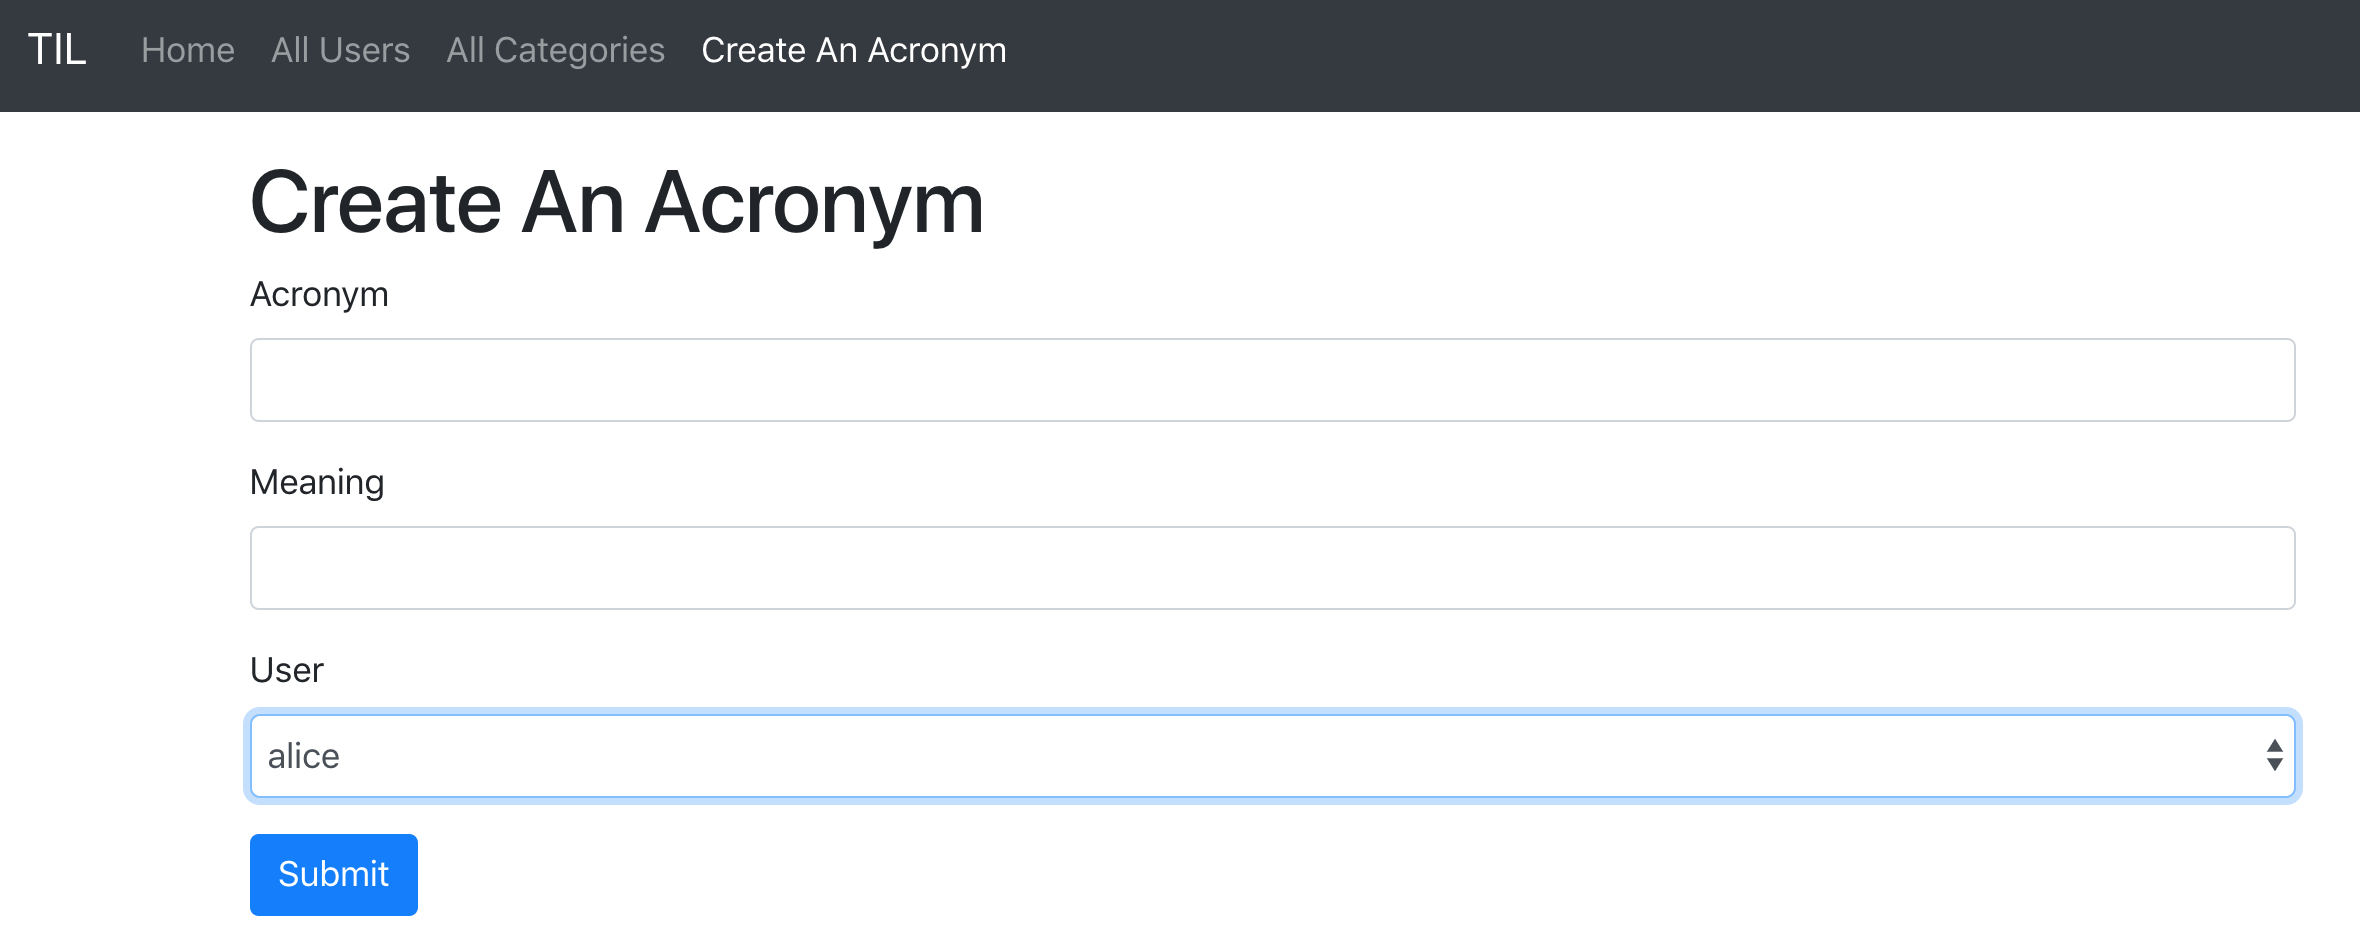 TIL Home All Users All Categories Create An Acronym
Create An Acronym
Acronym
Meaning
User
alice
Submit